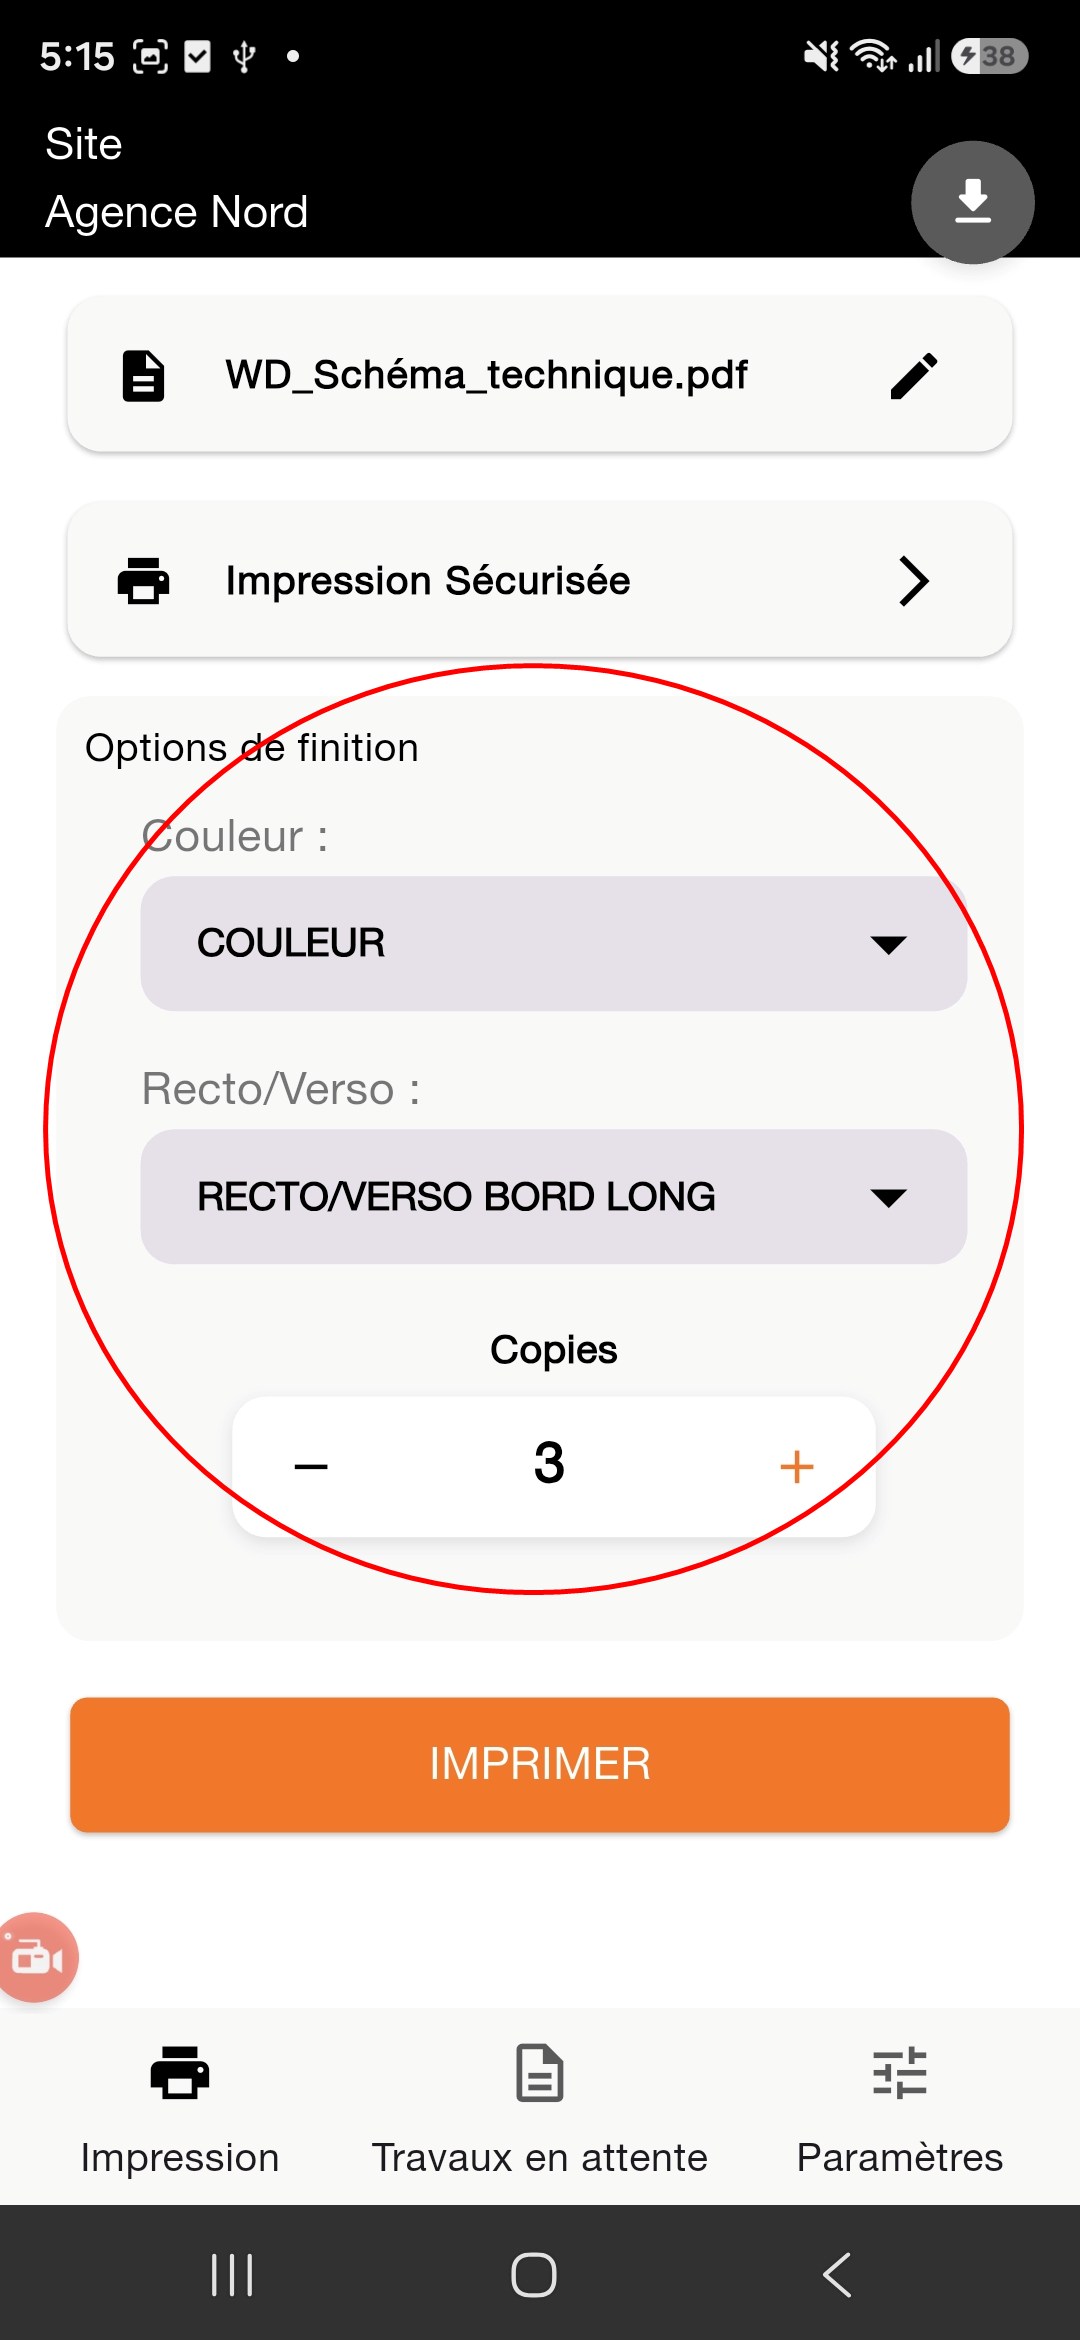 5:15
38
Site
Agence Nord
WD_Schéma_technique.pdf
Impression Sécurisée
Options de finition
Couleur :
COULEUR
Recto/Verso :
RECTO/VERSO BORD LONG
Copies
3
IMPRIMER
Impression
Travaux en attente
Paramètres